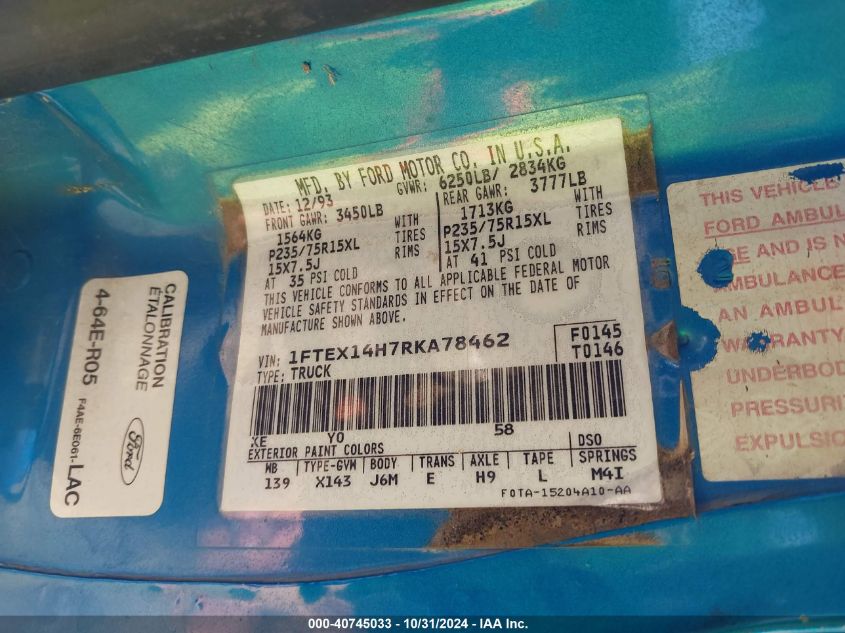 MFD. BY FORD MOTOR CO. IN U.S.A.
DATE: 12/93 GVWR: 6250LB/ 2834KG
FRONT GAWR: 3450LB REAR GAWR: 3777LB
1564KG WITH 1713KG WITH
P235/75R15XL TIRES P235/75R15XL TIRES
15X7.5J RIMS 15X7.5J RIMS
AT 35 PSI COLD AT 41 PSI COLD
THIS VEHICLE CONFORMS TO ALL APPLICABLE FEDERAL MOTOR
VEHICLE SAFETY STANDARDS IN EFFECT ON THE DATE OF
MANUFACTURE SHOWN ABOVE.
VIN: 1FTEX14H7RKA78462 F0145
TYPE: TRUCK T0146
XE YO 58
EXTERIOR PAINT COLORS DSO
WB TYPE-GVW BODY TRANS AXLE TAPE SPRINGS
139 X143 J6M E H9 L M4I
F0TA-15204A10-AA
CALIBRATION
ÉTALONNAGE
4-64E-R05
Ford
F4AE-6E061-LAC
THIS VEHICLE
FORD AMBUL
GE AND IS N
MBULANCE
AN AMBUL
WARRANTY
UNDERBOD
PRESSURI
EXPULSIO
000-40745033 - 10/31/2024 - IAA Inc.